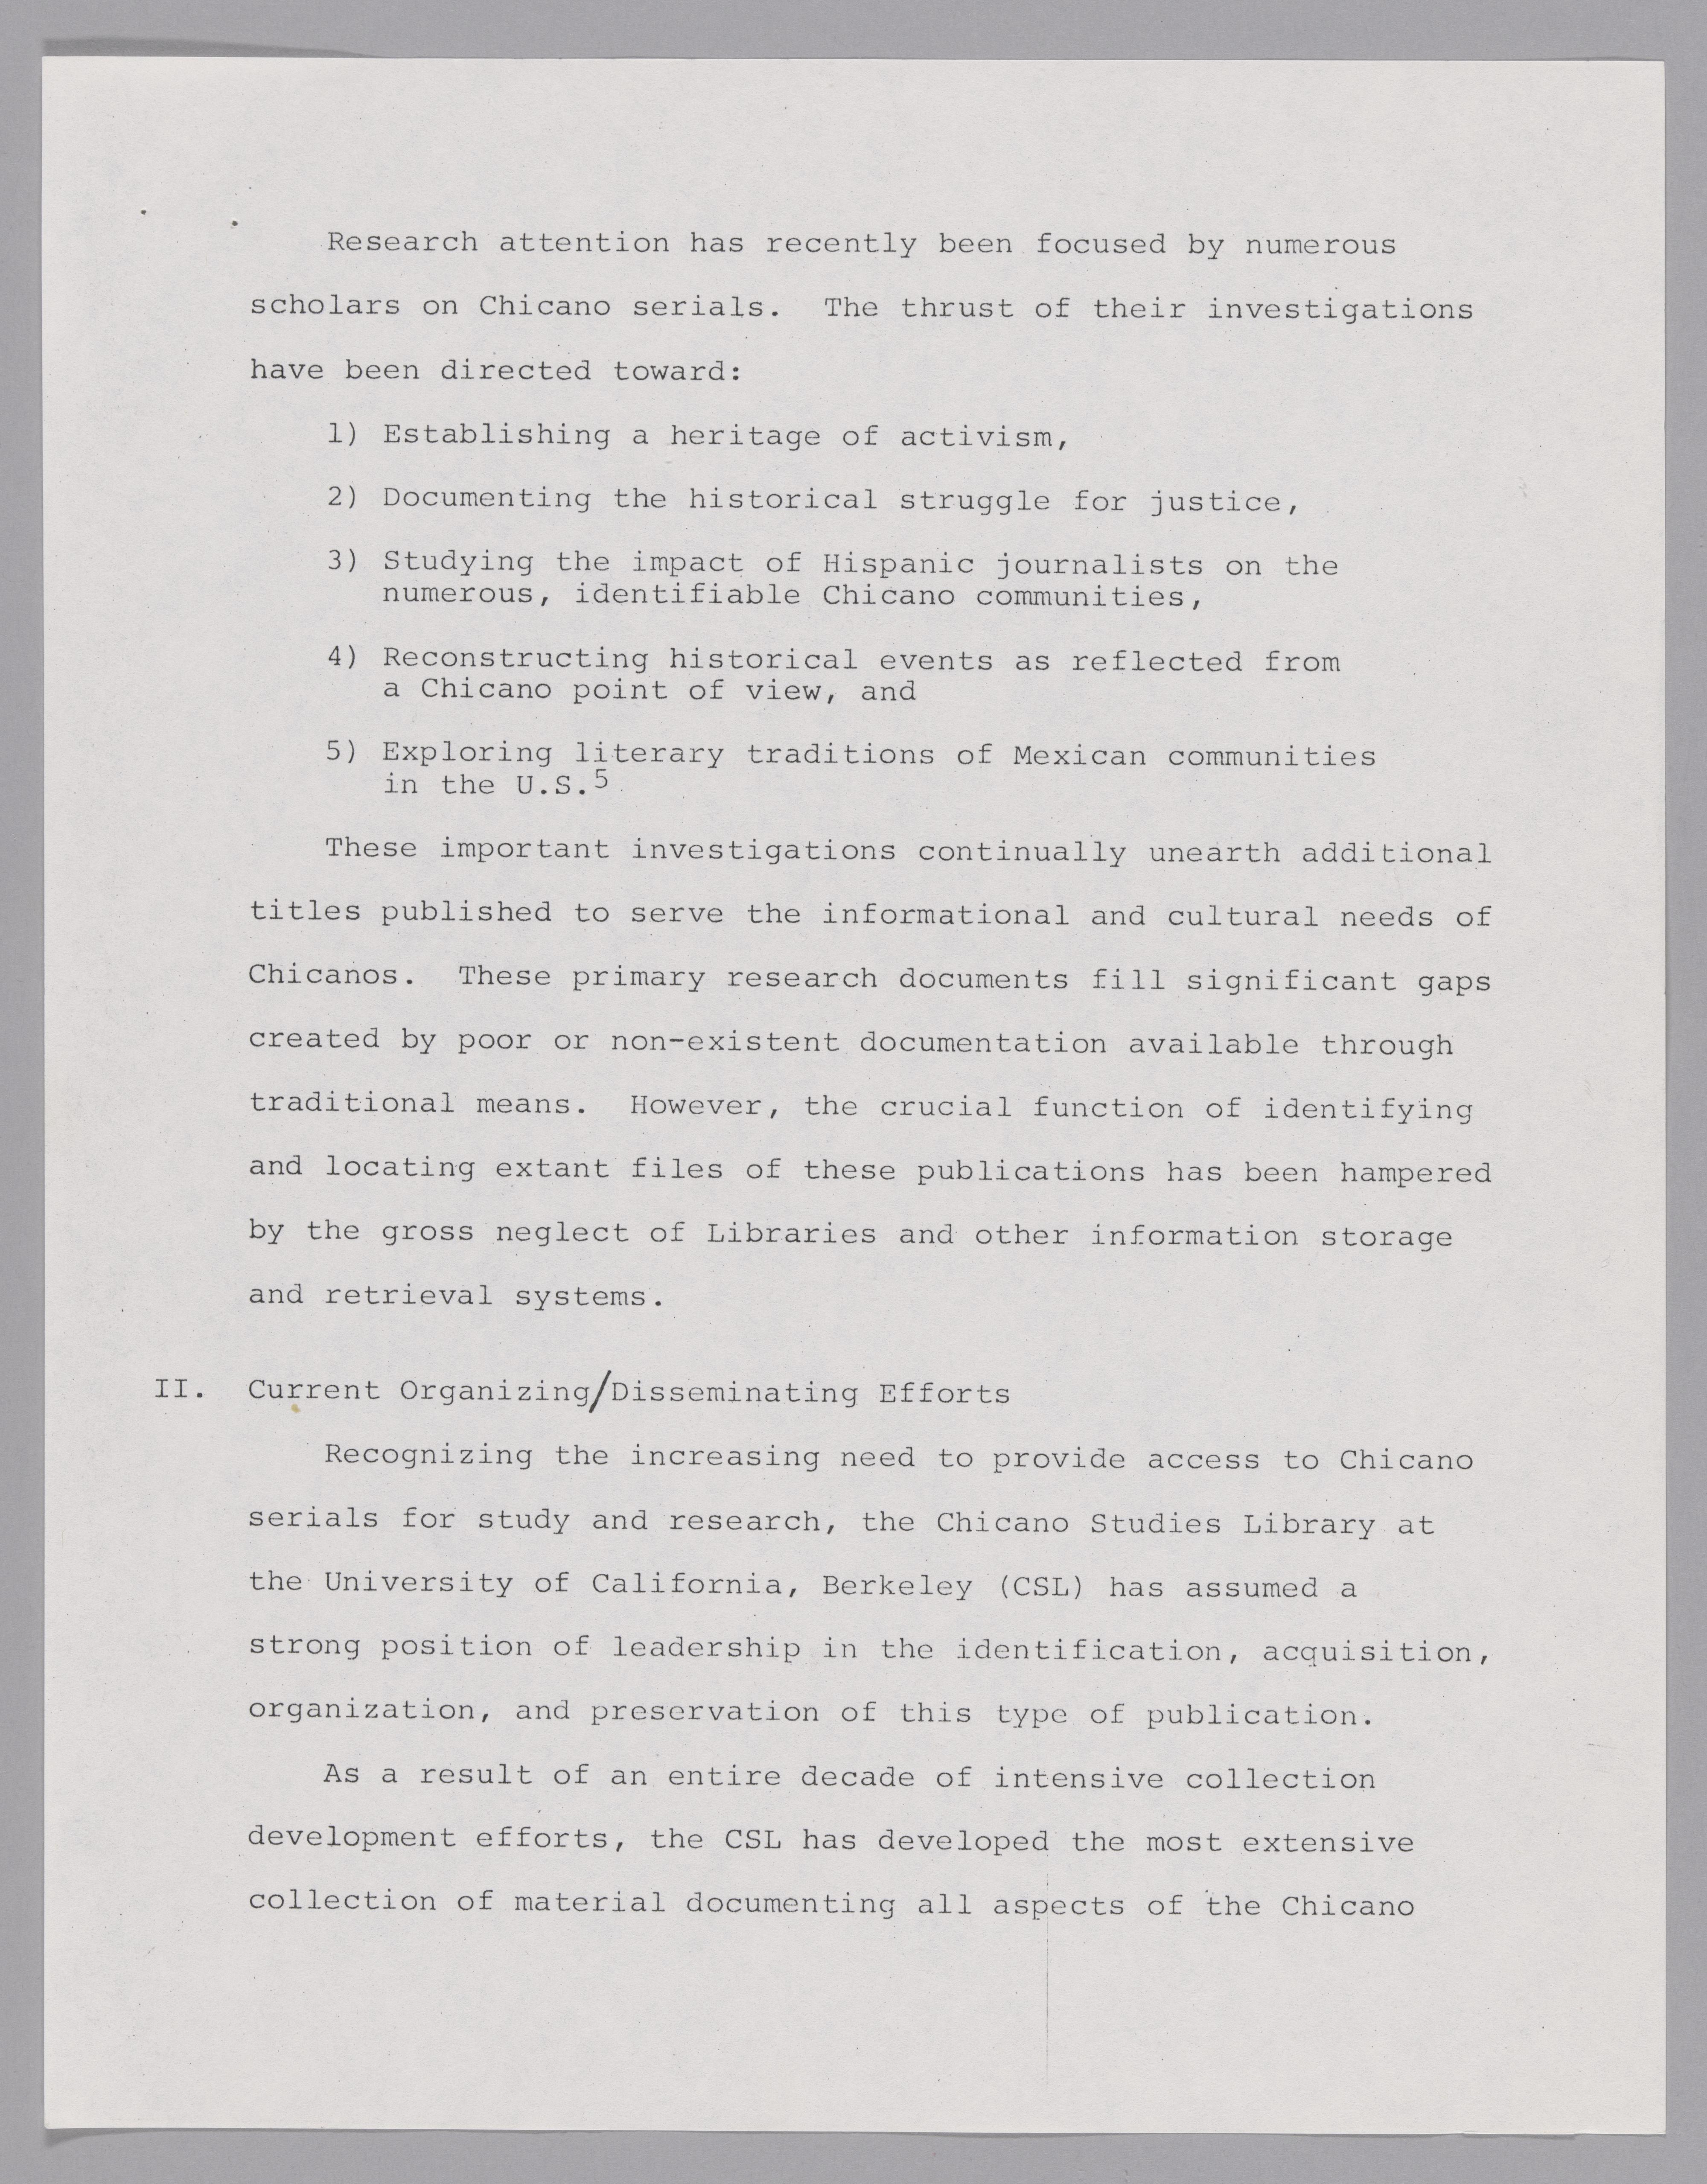 Research attention has recently been focused by numerous
scholars on Chicano serials. The thrust of their investigations
have been directed toward:
1) Establishing a heritage of activism,
2) Documenting the historical struggle for justice,
3) Studying the impact of Hispanic journalists on the
numerous, identifiable Chicano communities,
4) Reconstructing historical events as reflected from
a Chicano point of view, and
5) Exploring literary traditions of Mexican communities
in the U.S.5
These important investigations continually unearth additional
titles published to serve the informational and cultural needs of
Chicanos. These primary research documents fill significant gaps
created by poor or non-existent documentation available through
traditional means. However, the crucial function of identifying
and locating extant files of these publications has been hampered
by the gross neglect of Libraries and other information storage
and retrieval systems.
II. Current Organizing/Disseminating Efforts
Recognizing the increasing need to provide access to Chicano
serials for study and research, the Chicano Studies Library at
the University of California, Berkeley (CSL) has assumed a
strong position of leadership in the identification, acquisition,
organization, and preservation of this type of publication.
As a result of an entire decade of intensive collection
development efforts, the CSL has developed the most extensive
collection of material documenting all aspects of the Chicano